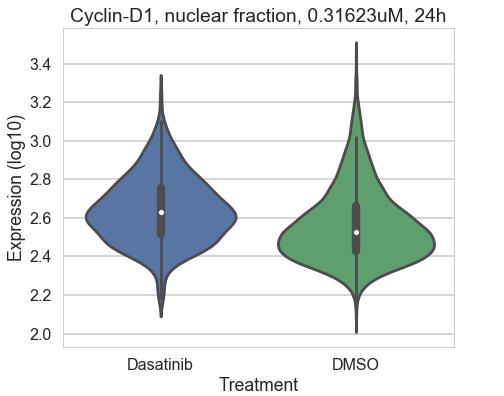 Cyclin-D1, nuclear fraction, 0.31623uM, 24h
3.4
3.2
3.0
2.8
2.6
2.4
2.2
2.0
Expression (log10)
Dasatinib DMSO
Treatment